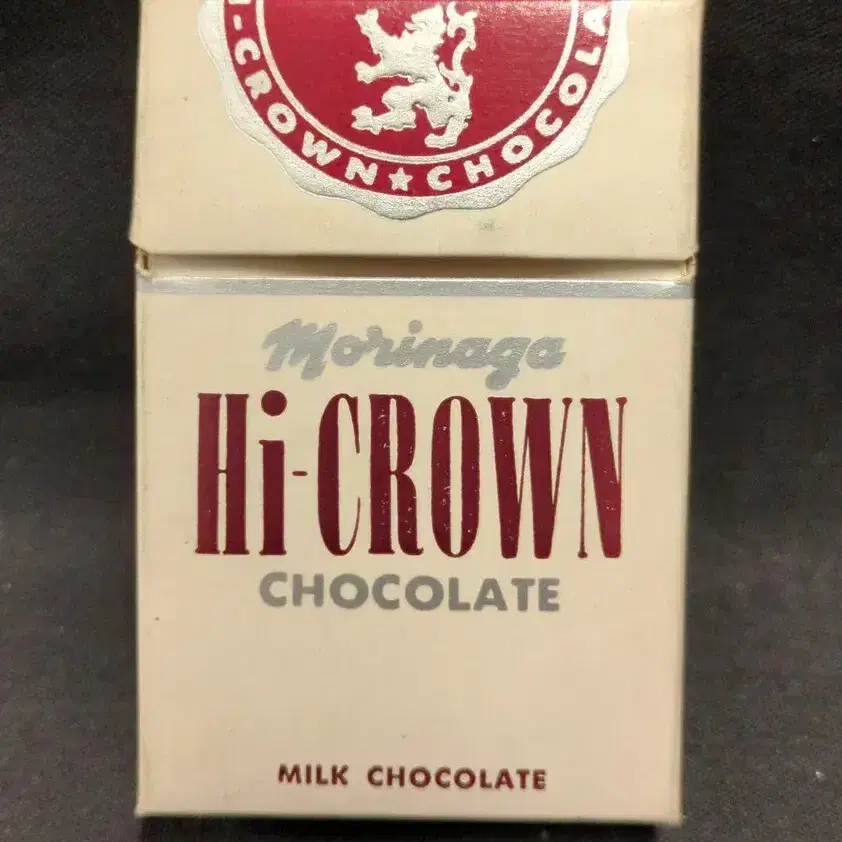 I-CROWN★CHOCOLA
Morinaga
Hi-CROWN
CHOCOLATE
MILK CHOCOLATE